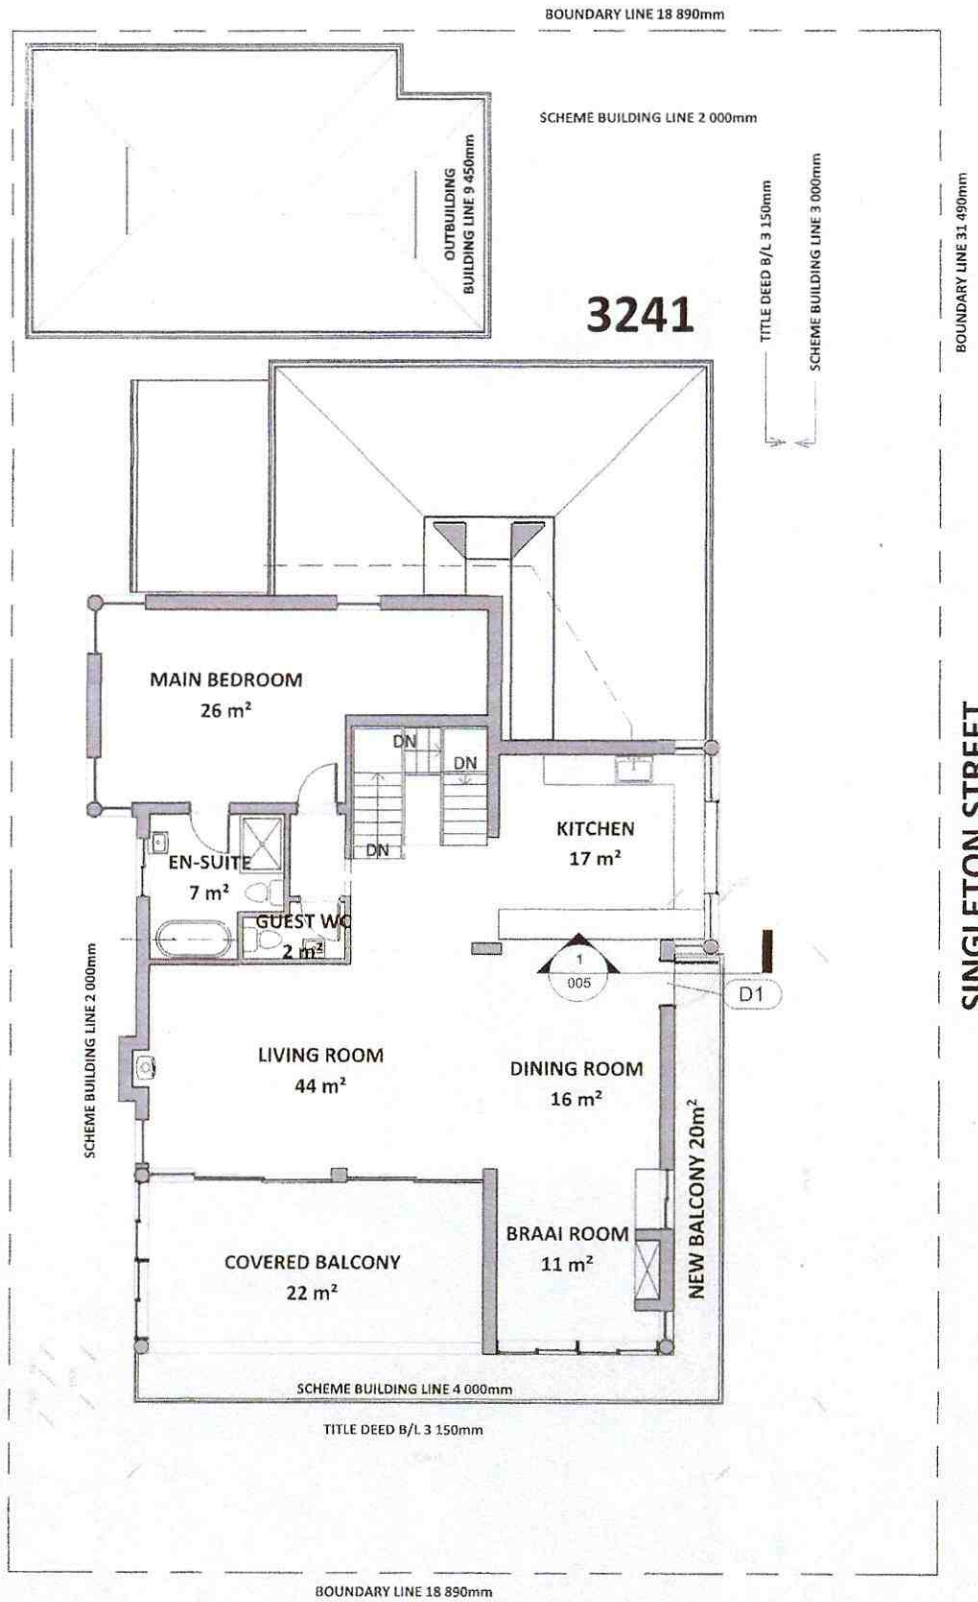 BOUNDARY LINE 18 890mm
SCHEME BUILDING LINE 2 000mm
OUTBUILDING
BUILDING LINE 9 450mm
TITLE DEED B/L 3 150mm
SCHEME BUILDING LINE 3 000mm
BOUNDARY LINE 31 490mm
3241
MAIN BEDROOM
26 m²
DN
DN
DN
KITCHEN
17 m²
EN-SUITE
7 m²
GUEST WC
2 m²
SINGLETON STREET
1
005
D1
SCHEME BUILDING LINE 2 000mm
LIVING ROOM
44 m²
DINING ROOM
16 m²
NEW BALCONY 20m²
BRAAI ROOM
11 m²
COVERED BALCONY
22 m²
SCHEME BUILDING LINE 4 000mm
TITLE DEED B/L 3 150mm
BOUNDARY LINE 18 890mm